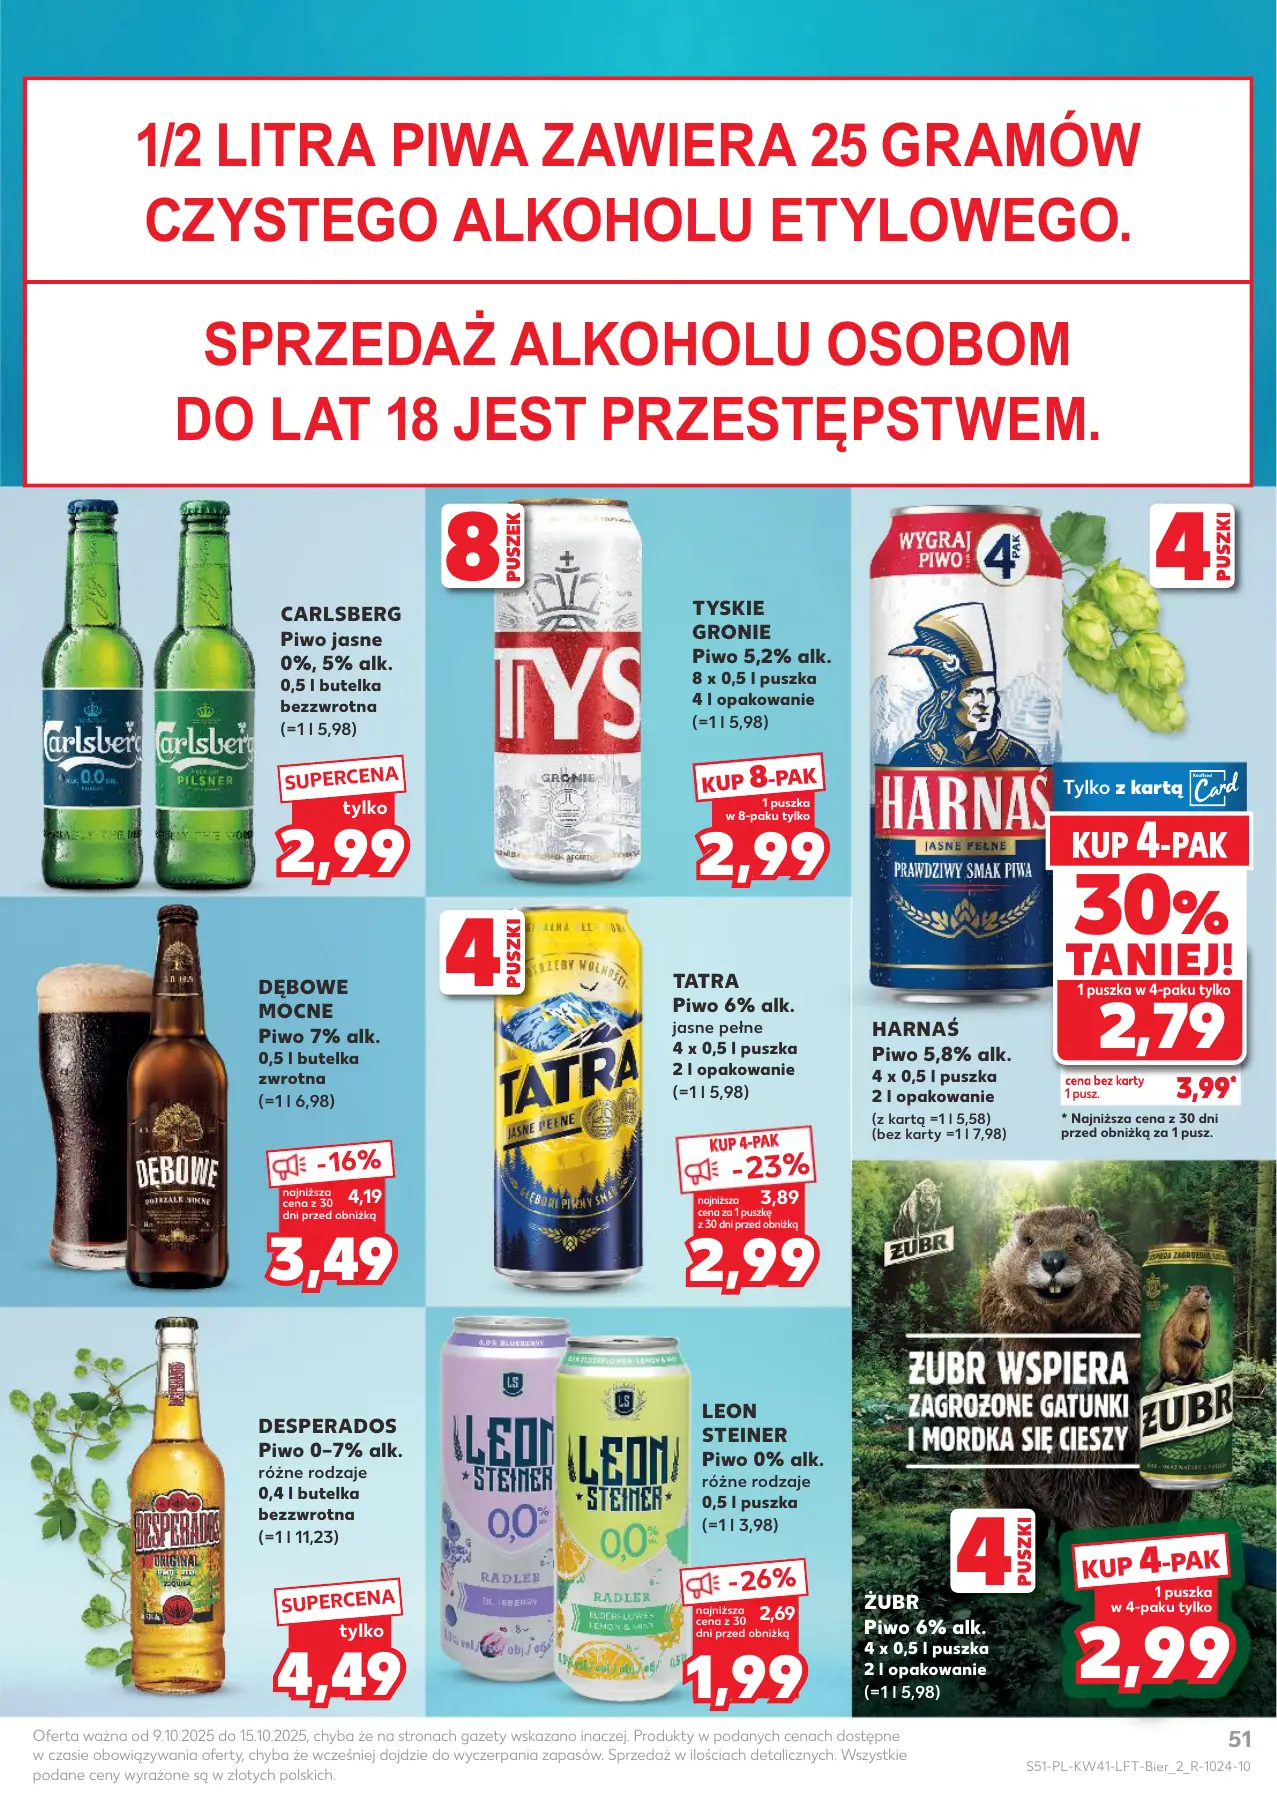 1/2 LITRA PIWA ZAWIERA 25 GRAMÓW
CZYSTEGO ALKOHOLU ETYLOWEGO.
SPRZEDAŻ ALKOHOLU OSOBOM
DO LAT 18 JEST PRZESTĘPSTWEM.
Carlsberg
0.0
Carlsberg
PILSNER
CARLSBERG
Piwo jasne
0%, 5% alk.
0,5 l butelka
bezzwrotna
(=1 l 5,98)
SUPERCENA
tylko
2,99
8
PUSZEK
TYS
GRONIE
TYSKIE
GRONIE
Piwo 5,2% alk.
8 x 0,5 l puszka
4 l opakowanie
(=1 l 5,98)
KUP 8-PAK
1 puszka
w 8-paku tylko
2,99
WYGRAJ
PIWO
4
PAK
HARNAŚ
JASNE PEŁNE
PRAWDZIWY SMAK PIWA
4
PUSZKI
Tylko z kartą
Kaufland
Card
KUP 4-PAK
30%
TANIEJ!
1 puszka w 4-paku tylko
2,79
cena bez karty
1 pusz.
3,99*
* Najniższa cena z 30 dni
przed obniżką za 1 pusz.
HARNAŚ
Piwo 5,8% alk.
4 x 0,5 l puszka
2 l opakowanie
(z kartą =1 l 5,58)
(bez karty =1 l 7,98)
DĘBOWE
DĘBOWE
MOCNE
Piwo 7% alk.
0,5 l butelka
zwrotna
(=1 l 6,98)
-16%
najniższa
cena z 30
dni przed obniżką
4,19
3,49
4
PUSZKI
TATRA
JASNE PEŁNE
TATRA
Piwo 6% alk.
jasne pełne
4 x 0,5 l puszka
2 l opakowanie
(=1 l 5,98)
KUP 4-PAK
-23%
najniższa
cena za 1 puszkę
z 30 dni przed obniżką
3,89
2,99
ŻUBR
ŻUBR WSPIERA
ZAGROŻONE GATUNKI
I MORDKA SIĘ CIESZY
ŻUBR
4
PUSZKI
ŻUBR
Piwo 6% alk.
4 x 0,5 l puszka
2 l opakowanie
(=1 l 5,98)
KUP 4-PAK
1 puszka
w 4-paku tylko
2,99
DESPERADOS
ORIGINAL
DESPERADOS
Piwo 0–7% alk.
różne rodzaje
0,4 l butelka
bezzwrotna
(=1 l 11,23)
SUPERCENA
tylko
4,49
0,0% BLUEBERRY
LS
LEON
STEINER
0,0%
RADLER
BLUEBERRY
LS
LEON
STEINER
0,0%
RADLER
ELDERFLOWER
LEMON & MINT
LEON
STEINER
Piwo 0% alk.
różne rodzaje
0,5 l puszka
(=1 l 3,98)
-26%
najniższa
cena z 30
dni przed obniżką
2,69
1,99
Oferta ważna od 9.10.2025 do 15.10.2025, chyba że na stronach gazety wskazano inaczej. Produkty w podanych cenach dostępne
w czasie obowiązywania oferty, chyba że wcześniej dojdzie do wyczerpania zapasów. Sprzedaż w ilościach detalicznych. Wszystkie
podane ceny wyrażone są w złotych polskich.
51
S51-PL-KW41-LFT-Bier_2_R-1024-10